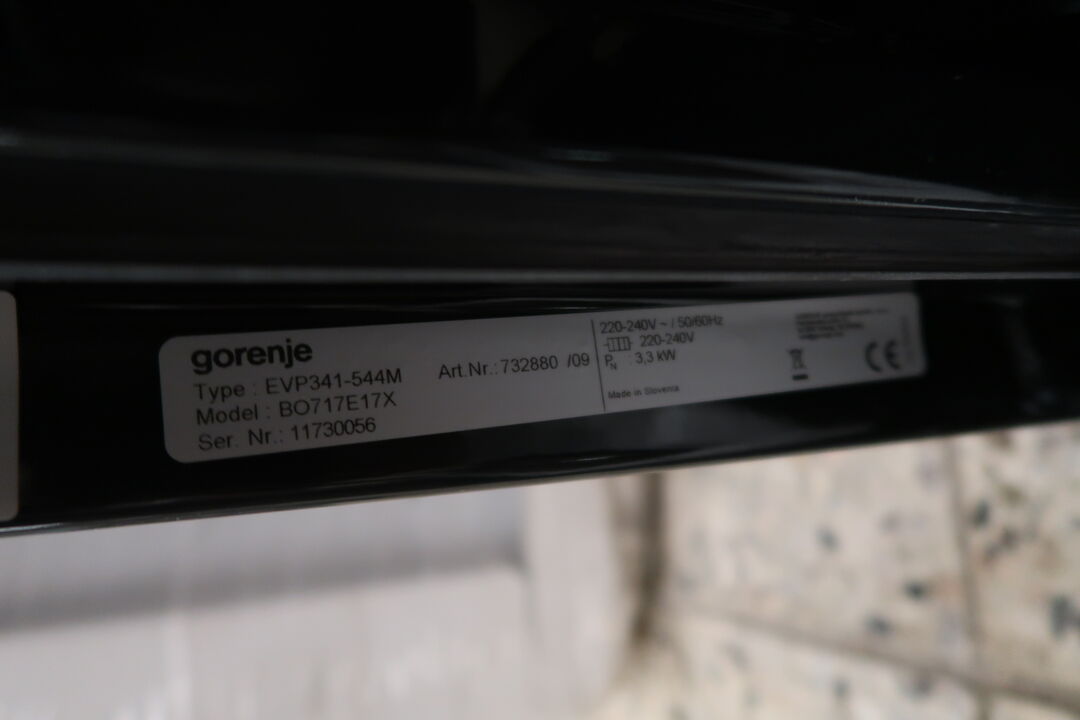 gorenje
Type : EVP341-544M
Model : BO717E17X
Ser. Nr.: 11730056
Art.Nr.: 732880 /09
220-240V ~ / 50/60Hz
220-240V
PN 3,3 kW
Made in Slovenia
CE